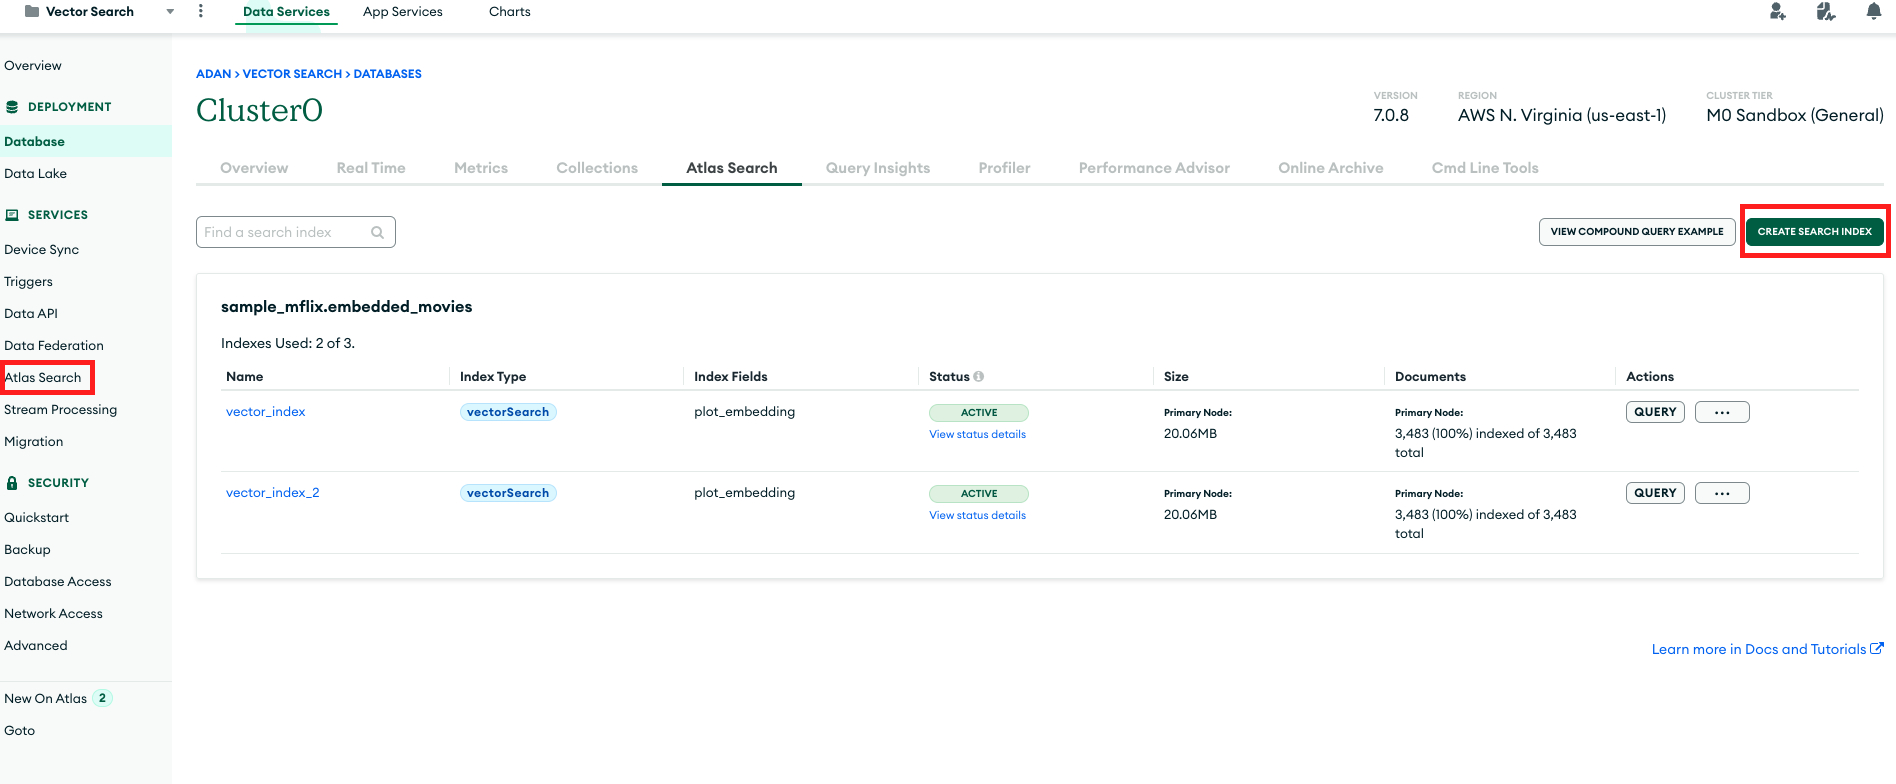 Vector Search
Data Services
App Services
Charts
Overview
DEPLOYMENT
Database
Data Lake
SERVICES
Device Sync
Triggers
Data API
Data Federation
Atlas Search
Stream Processing
Migration
SECURITY
Quickstart
Backup
Database Access
Network Access
Advanced
New On Atlas 2
Goto
ADAN > VECTOR SEARCH > DATABASES
Cluster0
VERSION
7.0.8
REGION
AWS N. Virginia (us-east-1)
CLUSTER TIER
M0 Sandbox (General)
Overview
Real Time
Metrics
Collections
Atlas Search
Query Insights
Profiler
Performance Advisor
Online Archive
Cmd Line Tools
Find a search index
VIEW COMPOUND QUERY EXAMPLE
CREATE SEARCH INDEX
sample_mflix.embedded_movies
Indexes Used: 2 of 3.
Name
Index Type
Index Fields
Status
Size
Documents
Actions
vector_index
vectorSearch
plot_embedding
ACTIVE
View status details
Primary Node:
20.06MB
Primary Node:
3,483 (100%) indexed of 3,483
total
QUERY
...
vector_index_2
vectorSearch
plot_embedding
ACTIVE
View status details
Primary Node:
20.06MB
Primary Node:
3,483 (100%) indexed of 3,483
total
QUERY
...
Learn more in Docs and Tutorials